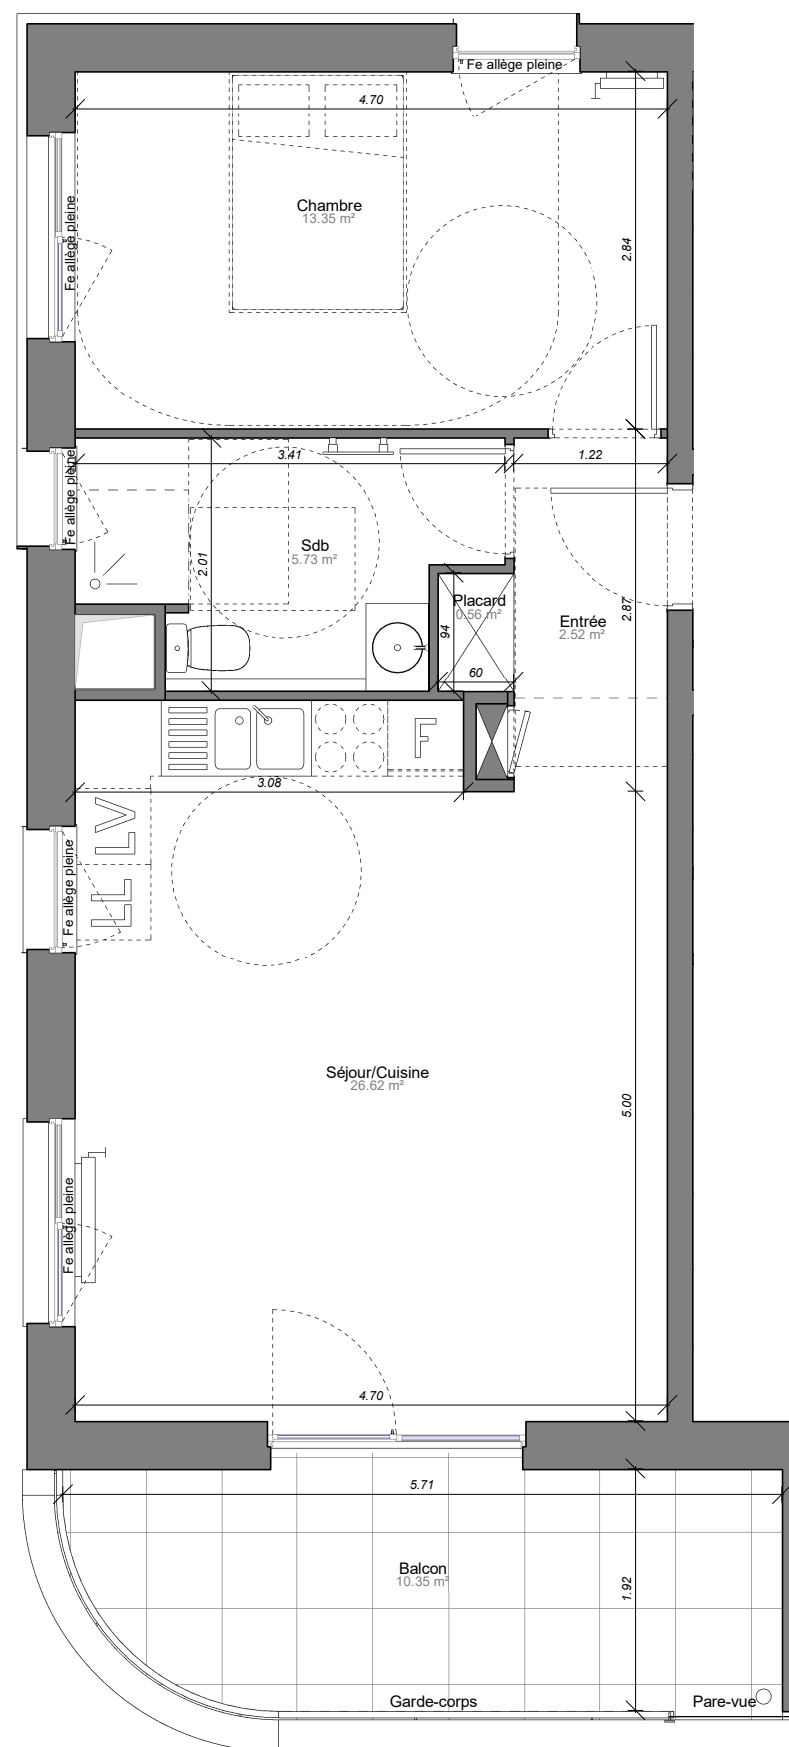 Fe allège pleine
4.70
Fe allège pleine
Chambre
13.35 m²
2.84
3.41
1.22
Fe allège pleine
2.01
Sdb
5.73 m²
Placard
0.56 m²
94
60
Entrée
2.52 m²
2.87
F
3.08
LV
LL
Fe allège pleine
Séjour/Cuisine
26.62 m²
5.00
Fe allège pleine
4.70
5.71
Balcon
10.35 m²
1.92
Garde-corps
Pare-vue